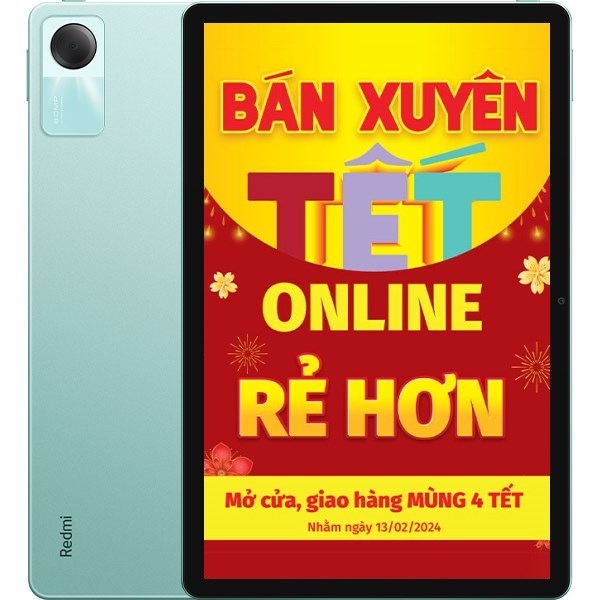 BÁN XUYÊN
TẾT
ONLINE
RẺ HƠN
Mở cửa, giao hàng MÙNG 4 TẾT
Nhằm ngày 13/02/2024
Redmi